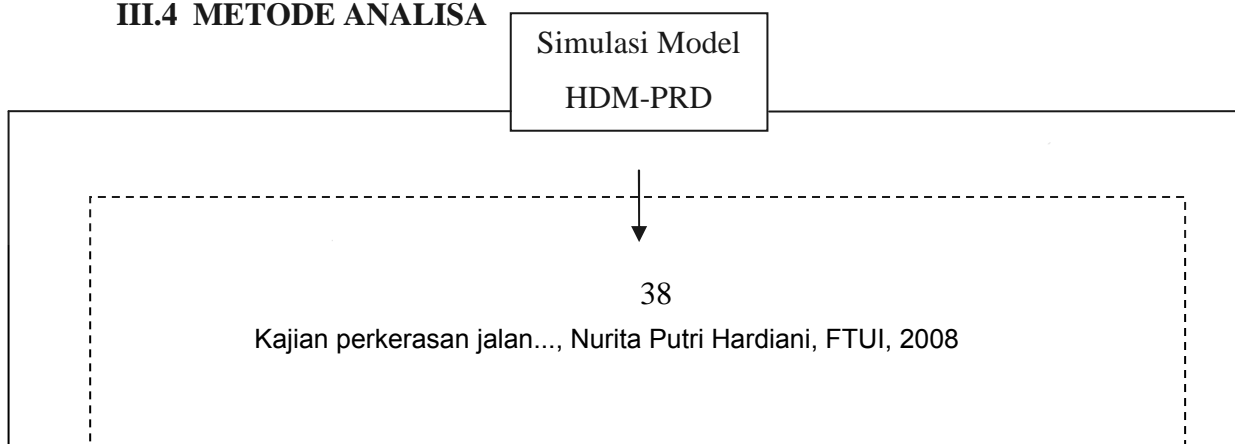 III.4 METODE ANALISA
Simulasi Model
HDM-PRD
38
Kajian perkerasan jalan..., Nurita Putri Hardiani, FTUI, 2008